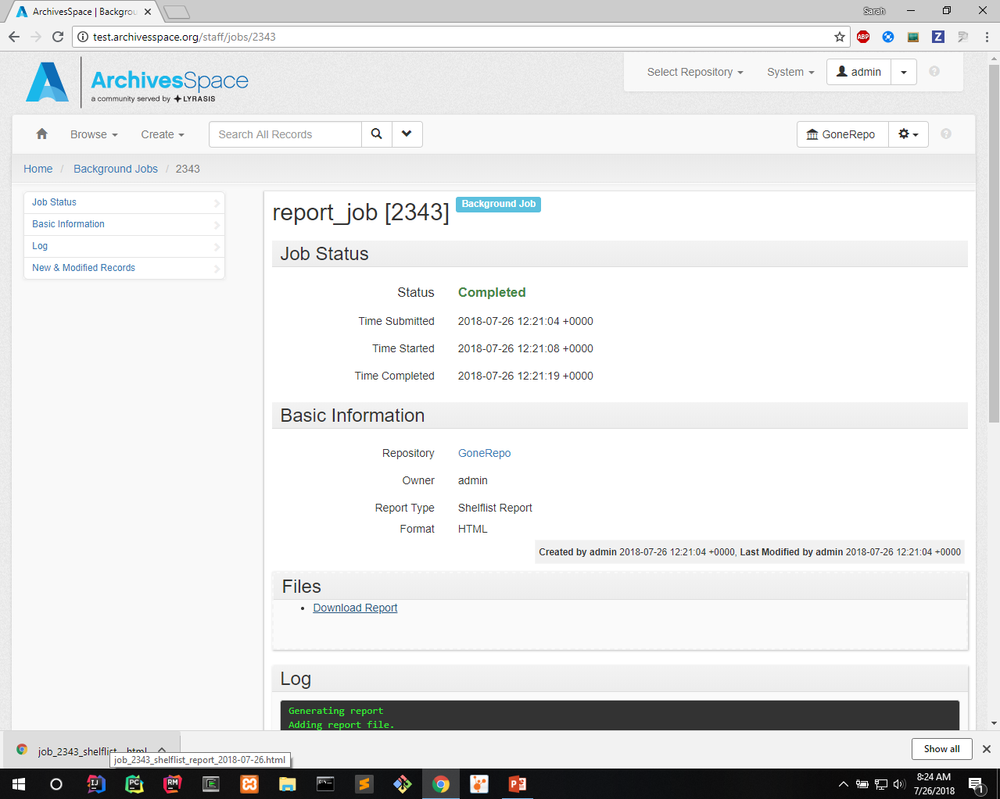 ArchivesSpace | Backgrou
Sarah
test.archivesspace.org/staff/jobs/2343
ABP
Z
ArchivesSpace
a community served by LYRASIS
Select Repository
System
admin
Browse
Create
Search All Records
GoneRepo
Home / Background Jobs / 2343
Job Status
Basic Information
Log
New & Modified Records
report_job [2343]
Background Job
Job Status
Status Completed
Time Submitted 2018-07-26 12:21:04 +0000
Time Started 2018-07-26 12:21:08 +0000
Time Completed 2018-07-26 12:21:19 +0000
Basic Information
Repository GoneRepo
Owner admin
Report Type Shelflist Report
Format HTML
Created by admin 2018-07-26 12:21:04 +0000, Last Modified by admin 2018-07-26 12:21:04 +0000
Files
• Download Report
Log
Generating report
Adding report file.
job_2343_shelflist....html
job_2343_shelflist_report_2018-07-26.html
Show all
IJ
PC
RM
8:24 AM
7/26/2018
1